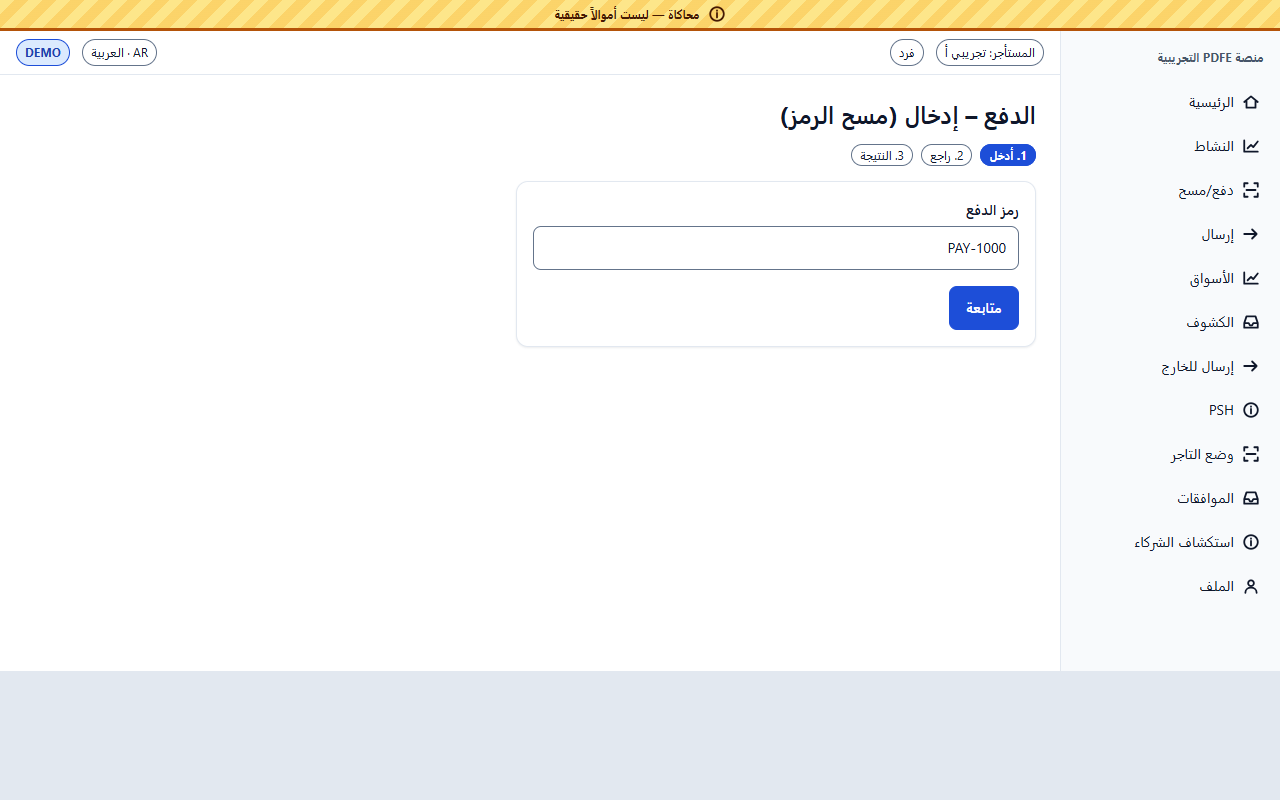 محاكاة — ليست أموالاً حقيقية
منصة PDFE التجريبية
المستأجر: تجريبي أ
فرد
AR · العربية
DEMO
الرئيسية
النشاط
دفع/مسح
إرسال
الأسواق
الكشوف
إرسال للخارج
PSH
وضع التاجر
الموافقات
استكشاف الشركاء
الملف
الدفع – إدخال (مسح الرمز)
1. أدخل
2. راجع
3. النتيجة
رمز الدفع
PAY-1000
متابعة